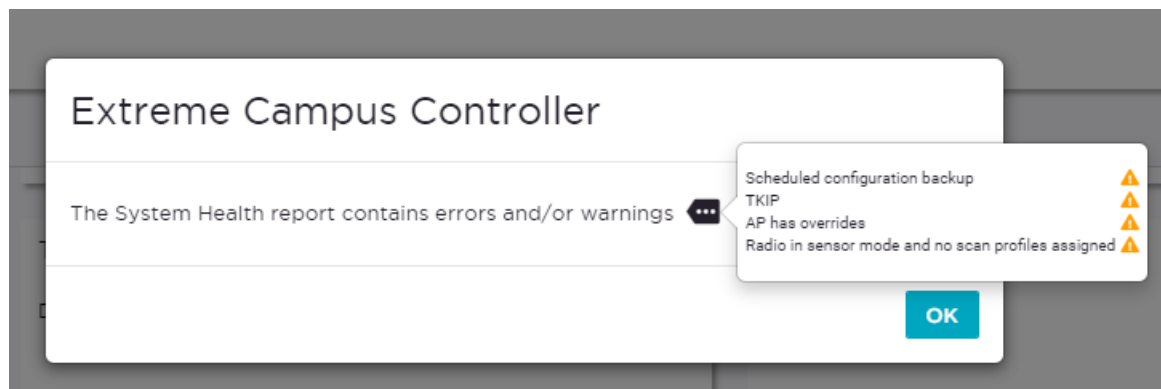 Extreme Campus Controller
The System Health report contains errors and/or warnings
Scheduled configuration backup
TKIP
AP has overrides
Radio in sensor mode and no scan profiles assigned
OK